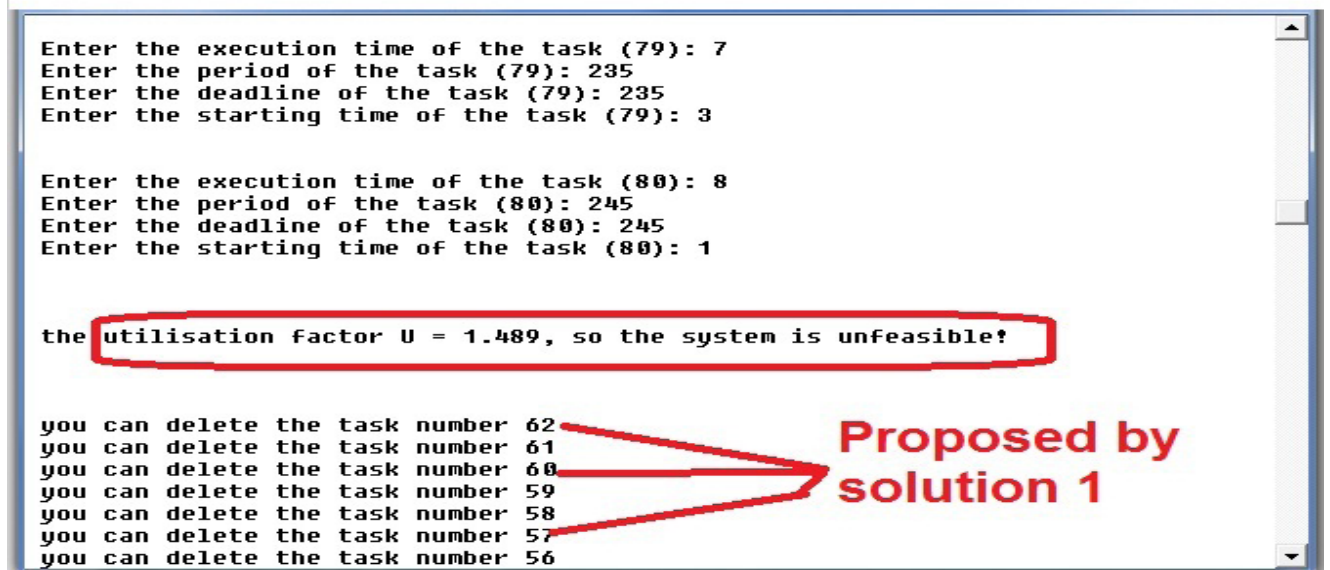 Enter the execution time of the task (79): 7
Enter the period of the task (79): 235
Enter the deadline of the task (79): 235
Enter the starting time of the task (79): 3
Enter the execution time of the task (80): 8
Enter the period of the task (80): 245
Enter the deadline of the task (80): 245
Enter the starting time of the task (80): 1
the utilisation factor U = 1.489, so the system is unfeasible!
you can delete the task number 62
you can delete the task number 61
you can delete the task number 60
you can delete the task number 59
you can delete the task number 58
you can delete the task number 57
you can delete the task number 56
Proposed by
solution 1